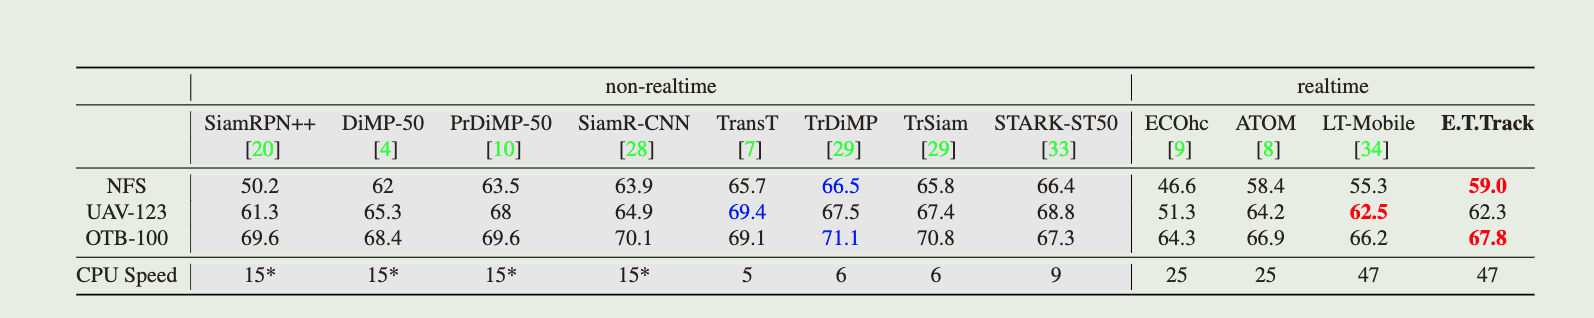 non-realtime realtime
SiamRPN++ DiMP-50 PrDiMP-50 SiamR-CNN TransT TrDiMP TrSiam STARK-ST50 ECOhc ATOM LT-Mobile E.T.Track
[20] [4] [10] [28] [7] [29] [29] [33] [9] [8] [34]
NFS 50.2 62 63.5 63.9 65.7 66.5 65.8 66.4 46.6 58.4 55.3 59.0
UAV-123 61.3 65.3 68 64.9 69.4 67.5 67.4 68.8 51.3 64.2 62.5 62.3
OTB-100 69.6 68.4 69.6 70.1 69.1 71.1 70.8 67.3 64.3 66.9 66.2 67.8
CPU Speed 15* 15* 15* 15* 5 6 6 9 25 25 47 47